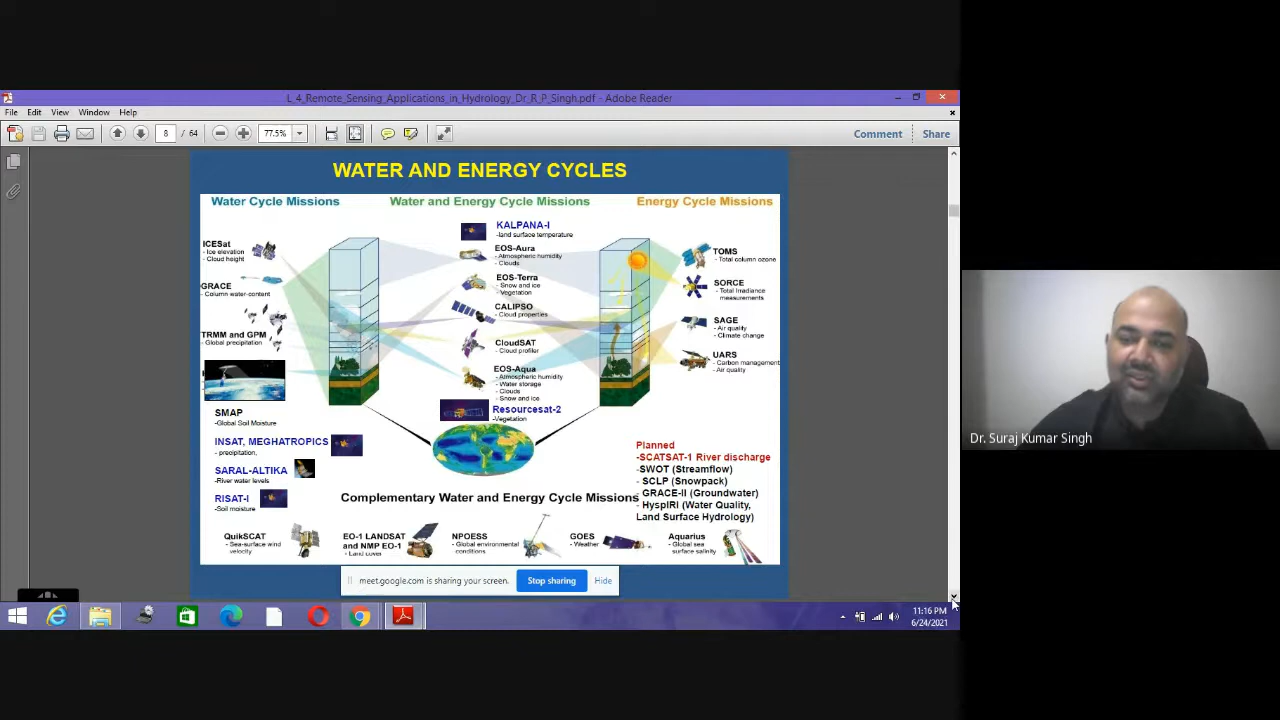 L_4_Remote_Sensing_Applications_in_Hydrology_Dr_R_P_Singh.pdf - Adobe Reader
File Edit View Window Help
8 / 64 77.5% Comment Share
WATER AND ENERGY CYCLES
Water Cycle Missions
ICESat
- Ice elevation
- Cloud height
GRACE
- Column water-content
TRMM and GPM
- Global precipitation
SMAP
-Global Soil Moisture
INSAT, MEGHATROPICS
- precipitation,
SARAL-ALTIKA
-River water levels
RISAT-I
-Soil moisture
Water and Energy Cycle Missions
KALPANA-I
-land surface temperature
EOS-Aura
- Atmospheric humidity
- Clouds
EOS-Terra
- Snow and ice
- Vegetation
CALIPSO
- Cloud properties
CloudSAT
- Cloud profiler
EOS-Aqua
- Atmospheric humidity
- Water storage
- Clouds
- Snow and ice
Resourcesat-2
-Vegetation
Energy Cycle Missions
TOMS
- Total column ozone
SORCE
- Total Irradiance
measurements
SAGE
- Air quality
- Climate change
UARS
- Carbon management
- Air quality
Planned
-SCATSAT-1 River discharge
-SWOT (Streamflow)
- SCLP (Snowpack)
- GRACE-II (Groundwater)
- HyspIRI (Water Quality,
Land Surface Hydrology)
Complementary Water and Energy Cycle Missions
QuikSCAT
- Sea-surface wind
velocity
EO-1 LANDSAT
and NMP EO-1
- Land cover
NPOESS
- Global environmental
conditions
GOES
- Weather
Aquarius
- Global sea
surface salinity
meet.google.com is sharing your screen. Stop sharing Hide
11:16 PM
6/24/2021
Dr. Suraj Kumar Singh